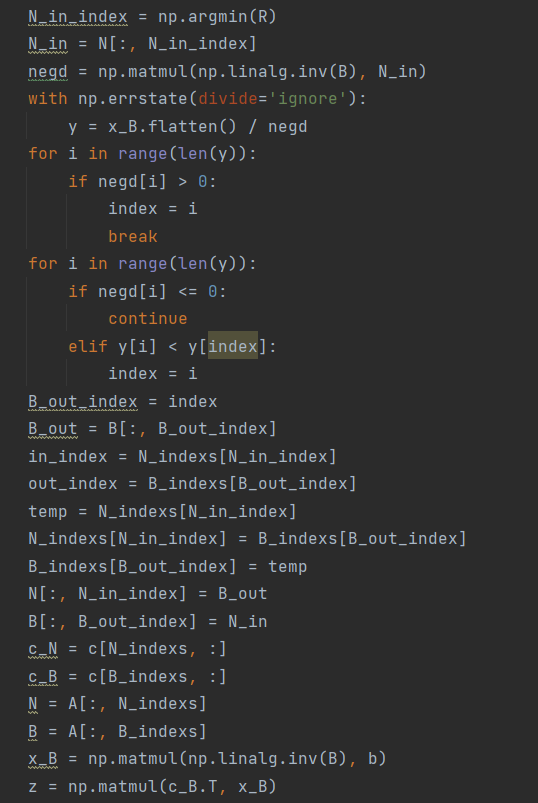 N_in_index = np.argmin(R)
N_in = N[:, N_in_index]
negd = np.matmul(np.linalg.inv(B), N_in)
with np.errstate(divide='ignore'):
    y = x_B.flatten() / negd
for i in range(len(y)):
    if negd[i] > 0:
        index = i
        break
for i in range(len(y)):
    if negd[i] <= 0:
        continue
    elif y[i] < y[index]:
        index = i
B_out_index = index
B_out = B[:, B_out_index]
in_index = N_indexs[N_in_index]
out_index = B_indexs[B_out_index]
temp = N_indexs[N_in_index]
N_indexs[N_in_index] = B_indexs[B_out_index]
B_indexs[B_out_index] = temp
N[:, N_in_index] = B_out
B[:, B_out_index] = N_in
c_N = c[N_indexs, :]
c_B = c[B_indexs, :]
N = A[:, N_indexs]
B = A[:, B_indexs]
x_B = np.matmul(np.linalg.inv(B), b)
z = np.matmul(c_B.T, x_B)